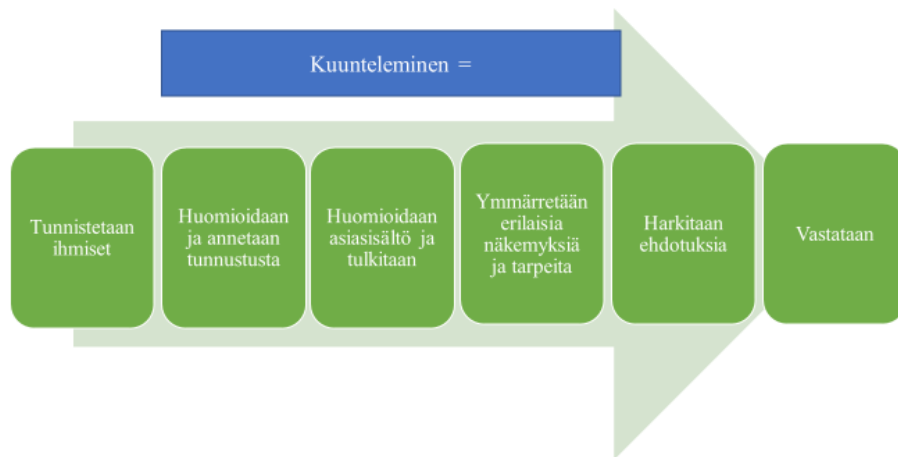 Kuunteleminen =
Tunnistetaan
ihmiset
Huomioidaan
ja annetaan
tunnustusta
Huomioidaan
asiasisältö ja
tulkitaan
Ymmärretään
erilaisia
näkemyksiä
ja tarpeita
Harkitaan
ehdotuksia
Vastataan